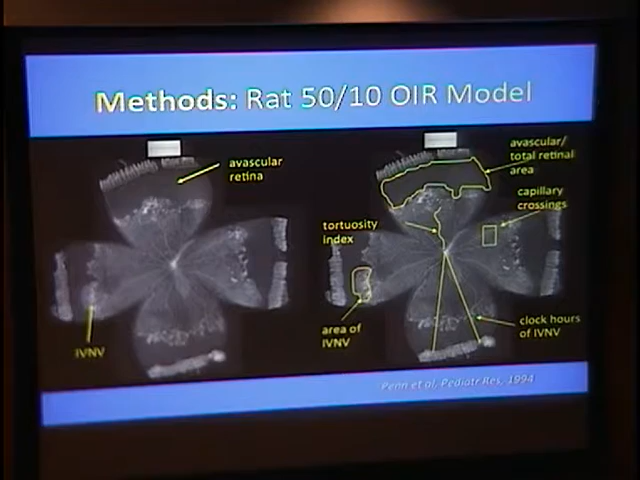 Methods: Rat 50/10 OIR Model
avascular
retina
IVNV
avascular/
total retinal
area
capillary
crossings
tortuosity
index
area of
IVNV
clock hours
of IVNV
Penn et al, Pediatr Res, 1994